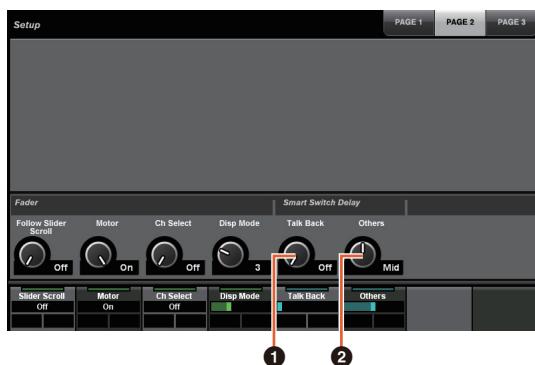 Setup
PAGE 1 PAGE 2 PAGE 3
Fader Smart Switch Delay
Follow Slider Scroll Motor Ch Select Disp Mode Talk Back Others
Off On Off 3 Off Mid
Slider Scroll Motor Ch Select Disp Mode Talk Back Others
Off On Off
1 2